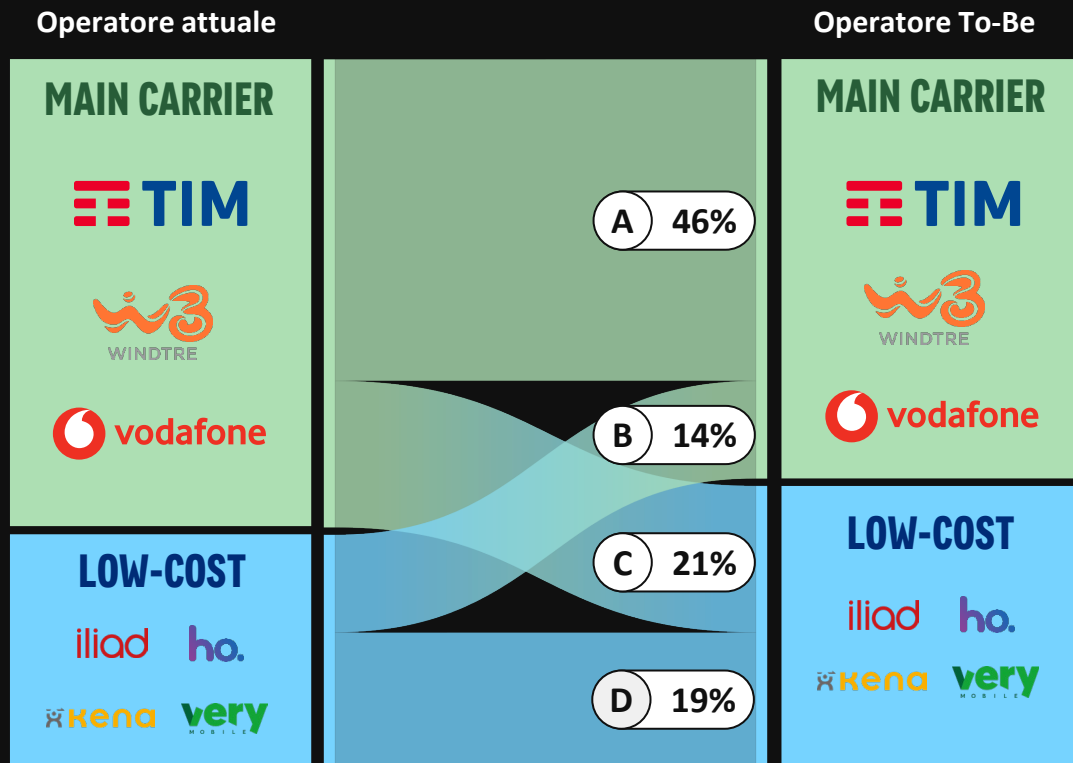 Operatore attuale
Operatore To-Be
MAIN CARRIER
TIM
WINDTRE
vodafone
LOW-COST
iliad
ho.
kena
very
MOBILE
A 46%
B 14%
C 21%
D 19%
MAIN CARRIER
TIM
WINDTRE
vodafone
LOW-COST
iliad
ho.
kena
very
MOBILE